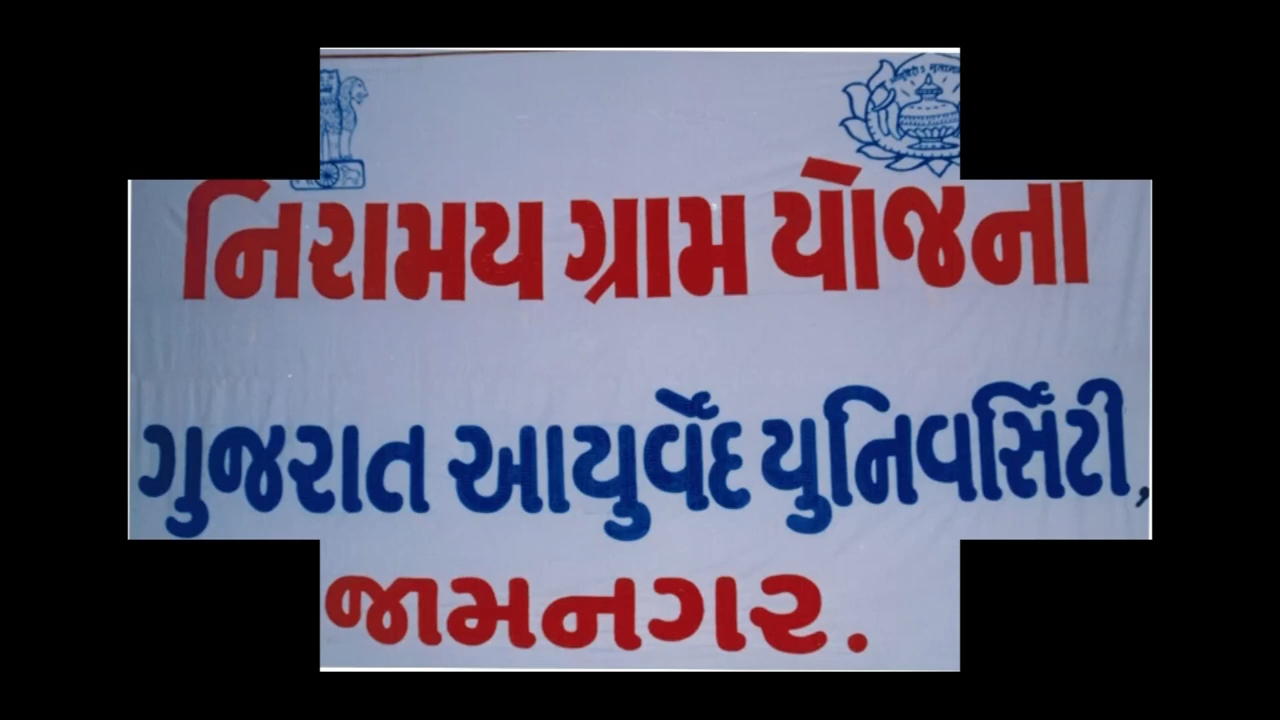 નિરામય ગ્રામ યોજના
ગુજરાત આયુર્વેદ યુનિવર્સિટી,
જામનગર.